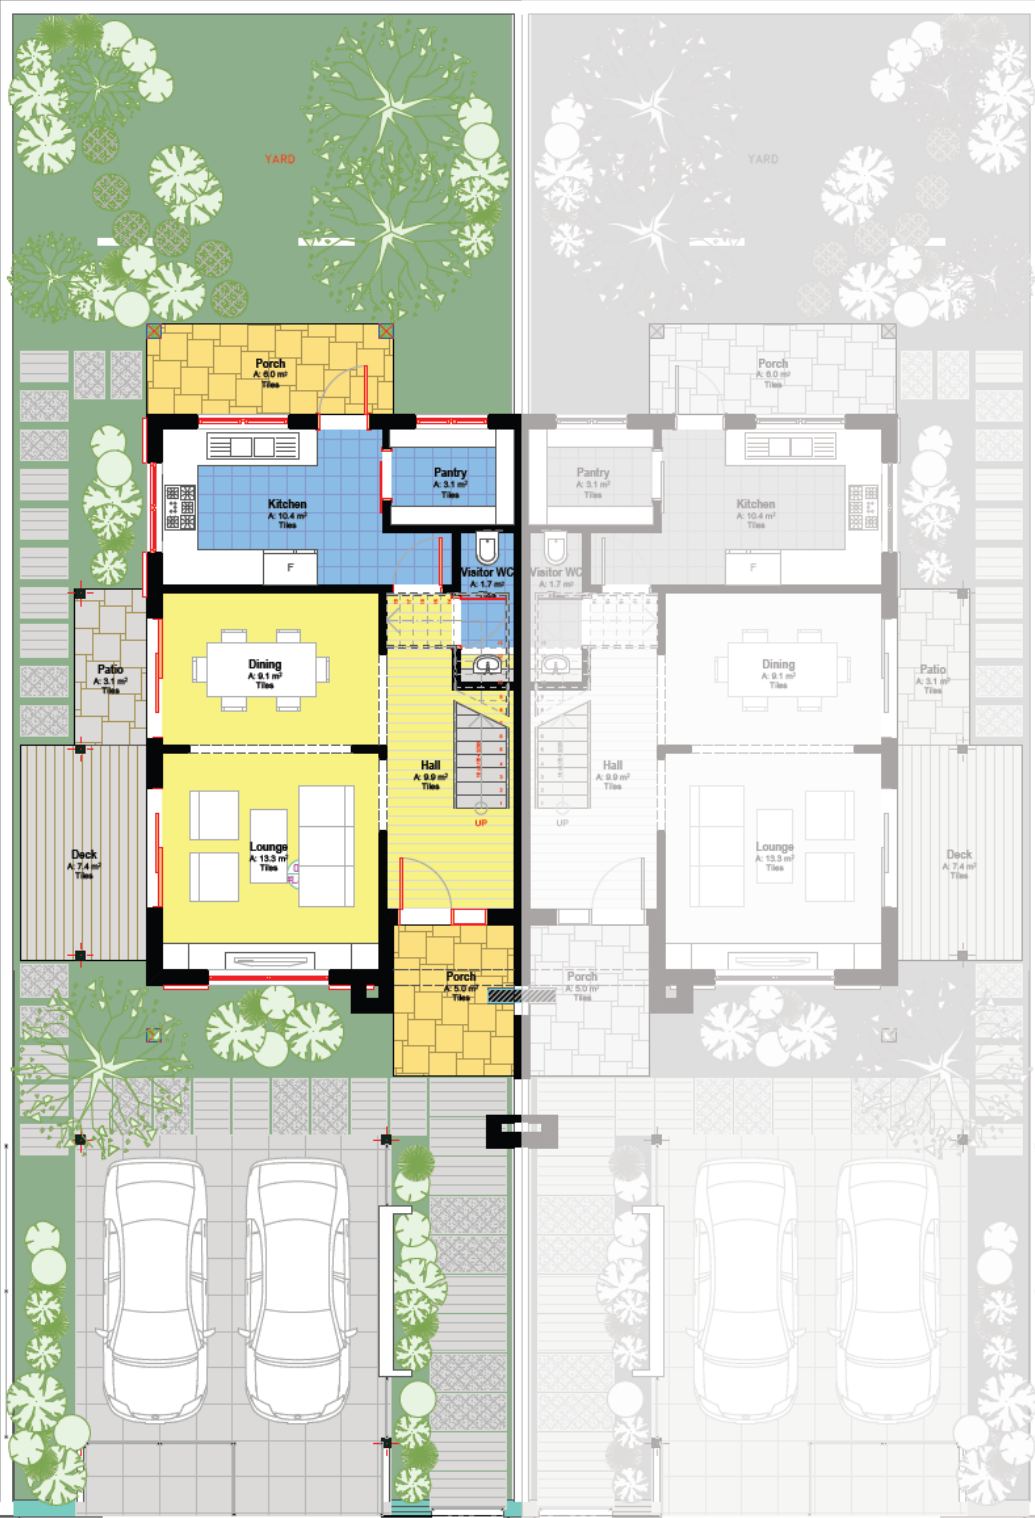 YARD
YARD
Porch
A: 6.0 m²
Tiles
Porch
A: 6.0 m²
Tiles
Pantry
A: 3.1 m²
Tiles
Pantry
A: 3.1 m²
Tiles
Kitchen
A: 10.4 m²
Tiles
Kitchen
A: 10.4 m²
Tiles
F
F
Visitor WC
A: 1.7 m²
Visitor WC
A: 1.7 m²
Dining
A: 9.1 m²
Tiles
Dining
A: 9.1 m²
Tiles
Patio
A: 3.1 m²
Tiles
Patio
A: 3.1 m²
Tiles
Hall
A: 9.9 m²
Tiles
Hall
A: 9.9 m²
Tiles
UP
UP
Lounge
A: 13.3 m²
Tiles
Lounge
A: 13.3 m²
Tiles
Deck
A: 7.4 m²
Tiles
Deck
A: 7.4 m²
Tiles
Porch
A: 5.0 m²
Tiles
Porch
A: 5.0 m²
Tiles